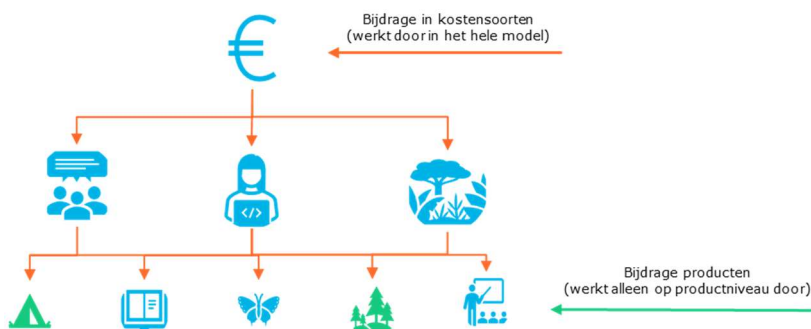 Bijdrage in kostensoorten
(werkt door in het hele model)
Bijdrage producten
(werkt alleen op productniveau door)